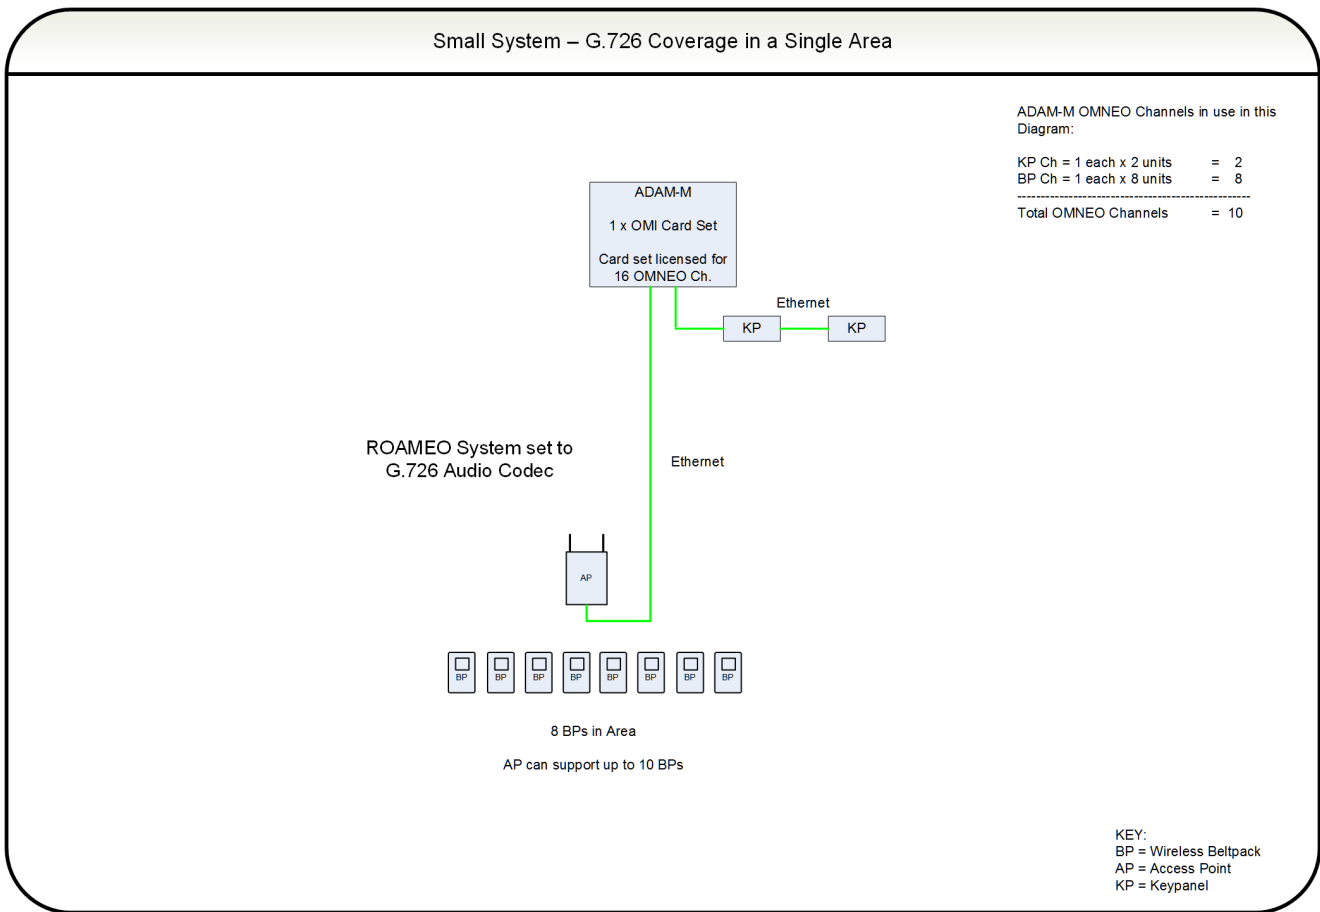 Small System – G.726 Coverage in a Single Area
ADAM-M OMNEO Channels in use in this
Diagram:
KP Ch = 1 each x 2 units = 2
BP Ch = 1 each x 8 units = 8
----------------------------------------------------
Total OMNEO Channels = 10
ADAM-M
1 x OMI Card Set
Card set licensed for
16 OMNEO Ch.
Ethernet
KP
KP
ROAMEO System set to
G.726 Audio Codec
Ethernet
AP
BP BP BP BP BP BP BP BP
8 BPs in Area
AP can support up to 10 BPs
KEY:
BP = Wireless Beltpack
AP = Access Point
KP = Keypanel